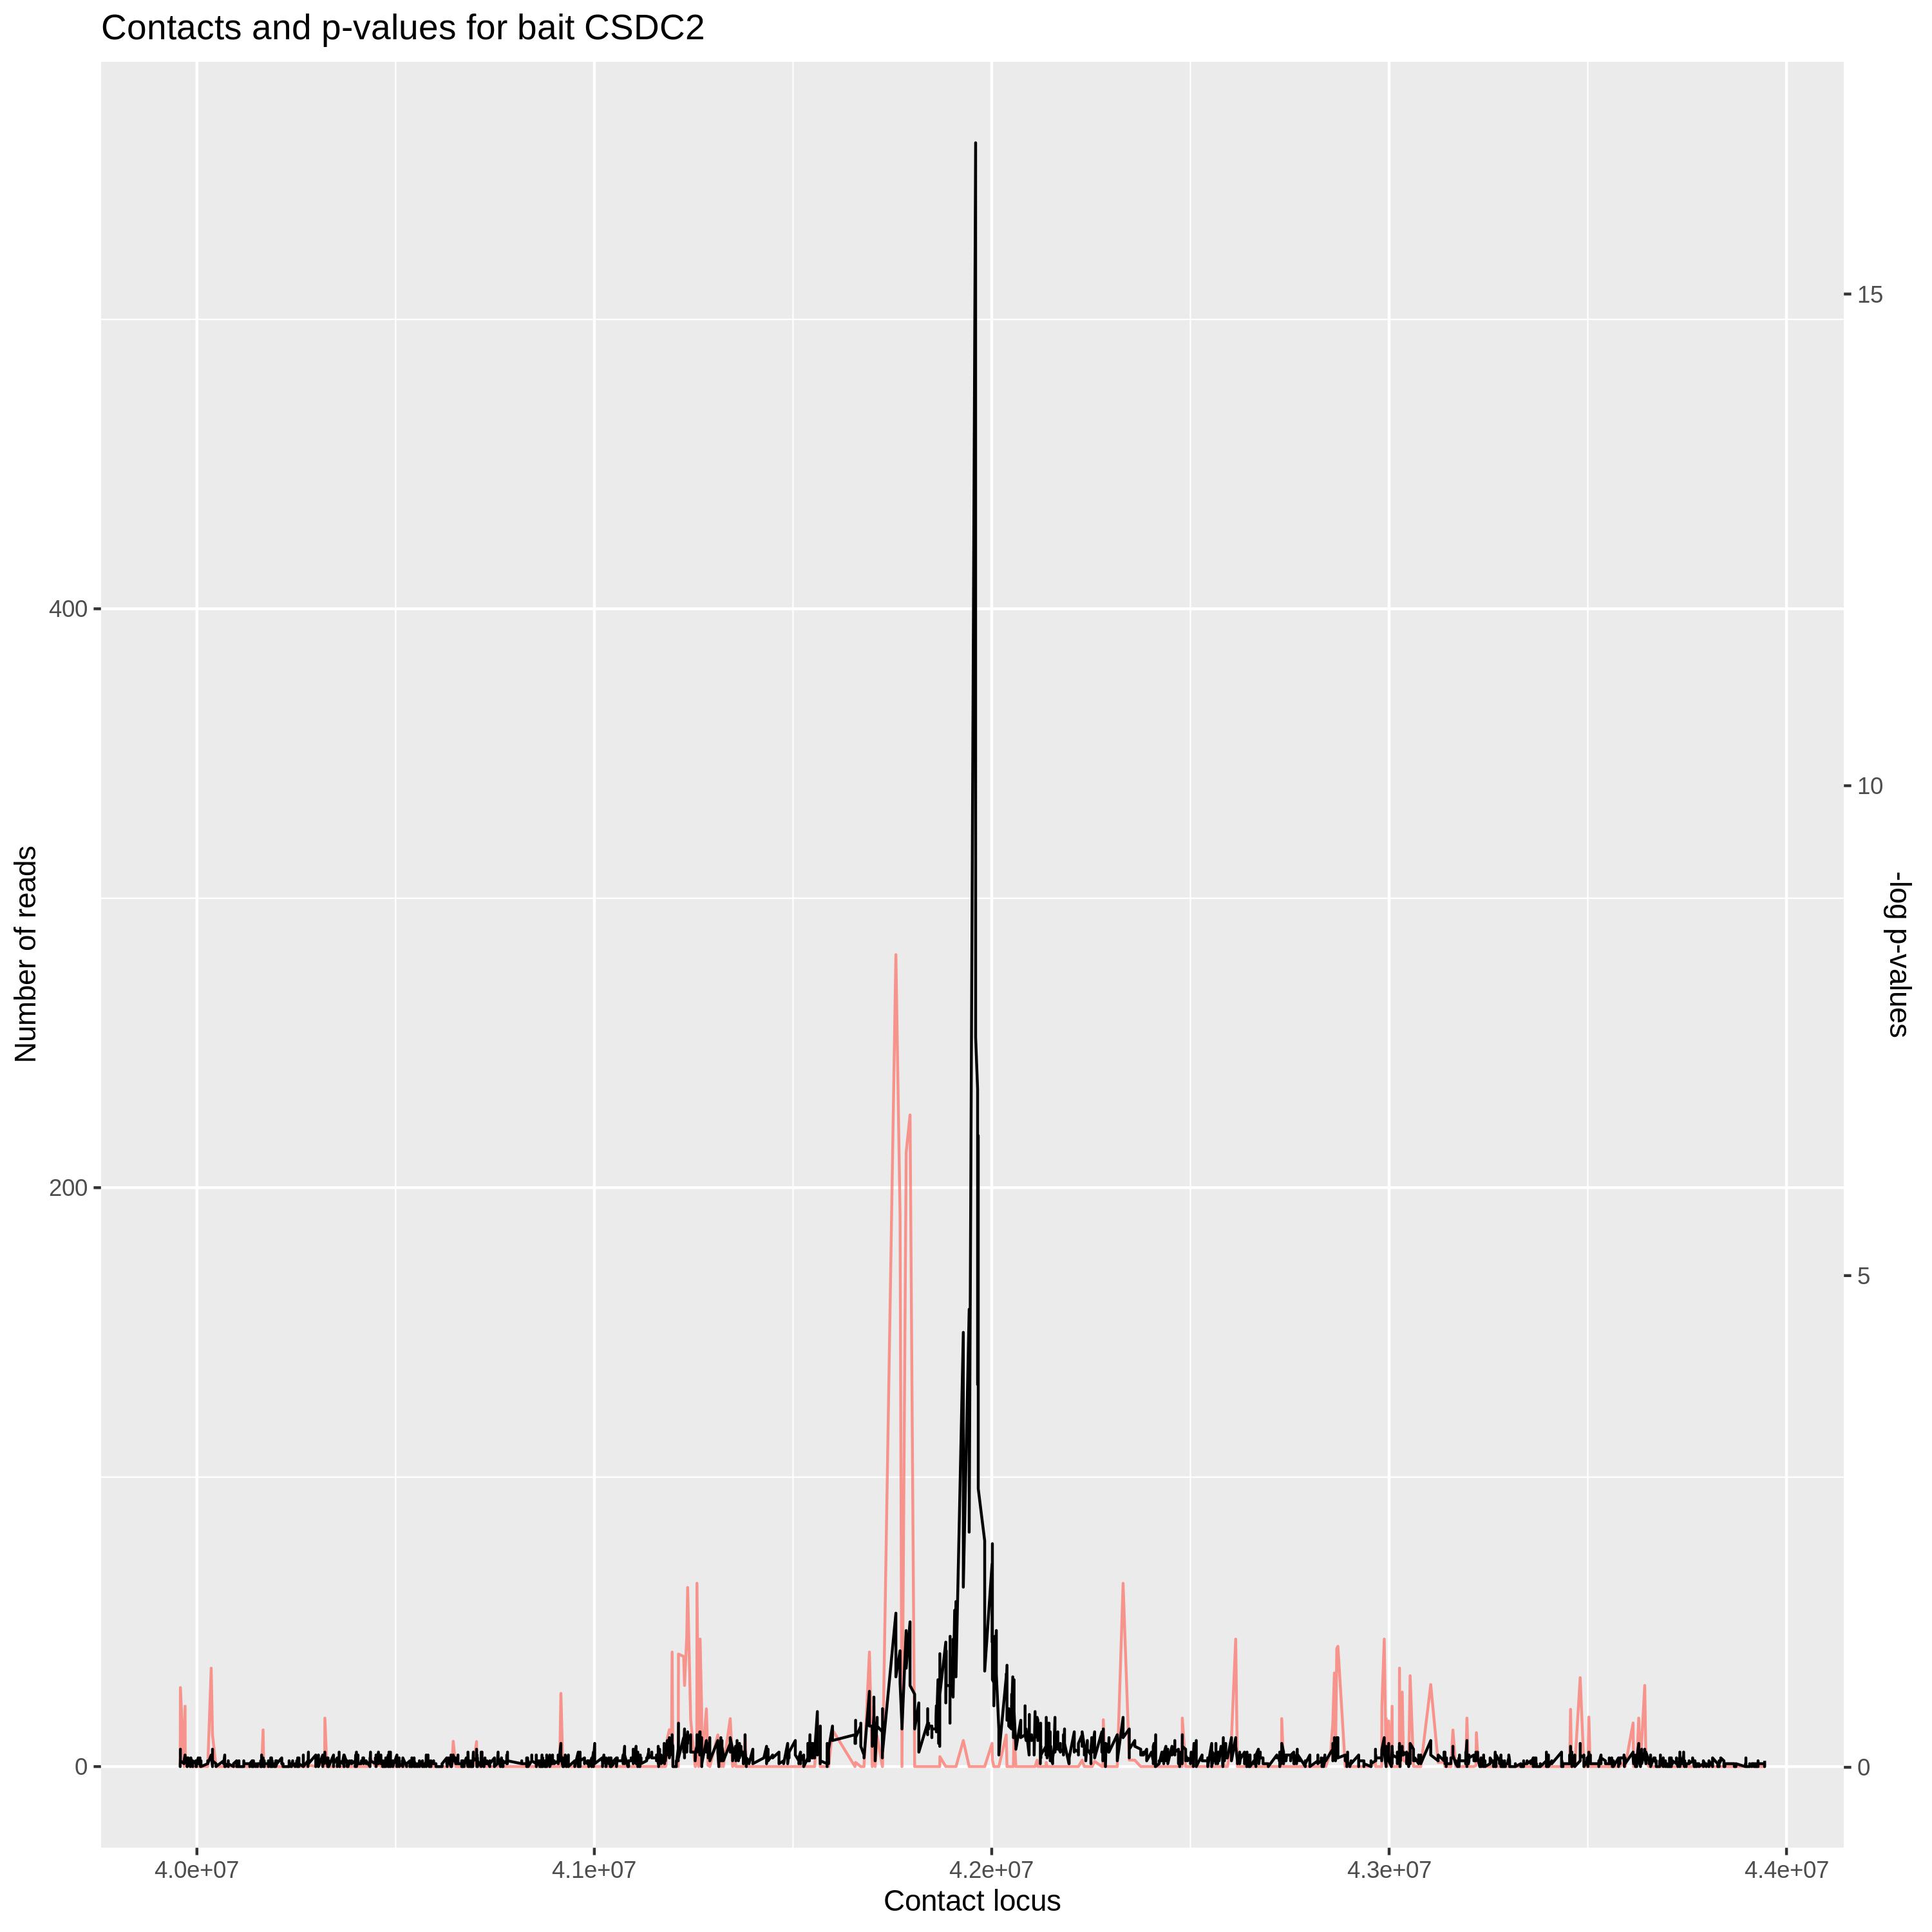 Contacts and p-values for bait CSDC2
Number of reads
400
200
0
15
10
5
0
-log p-values
4.0e+07
4.1e+07
4.2e+07
4.3e+07
4.4e+07
Contact locus